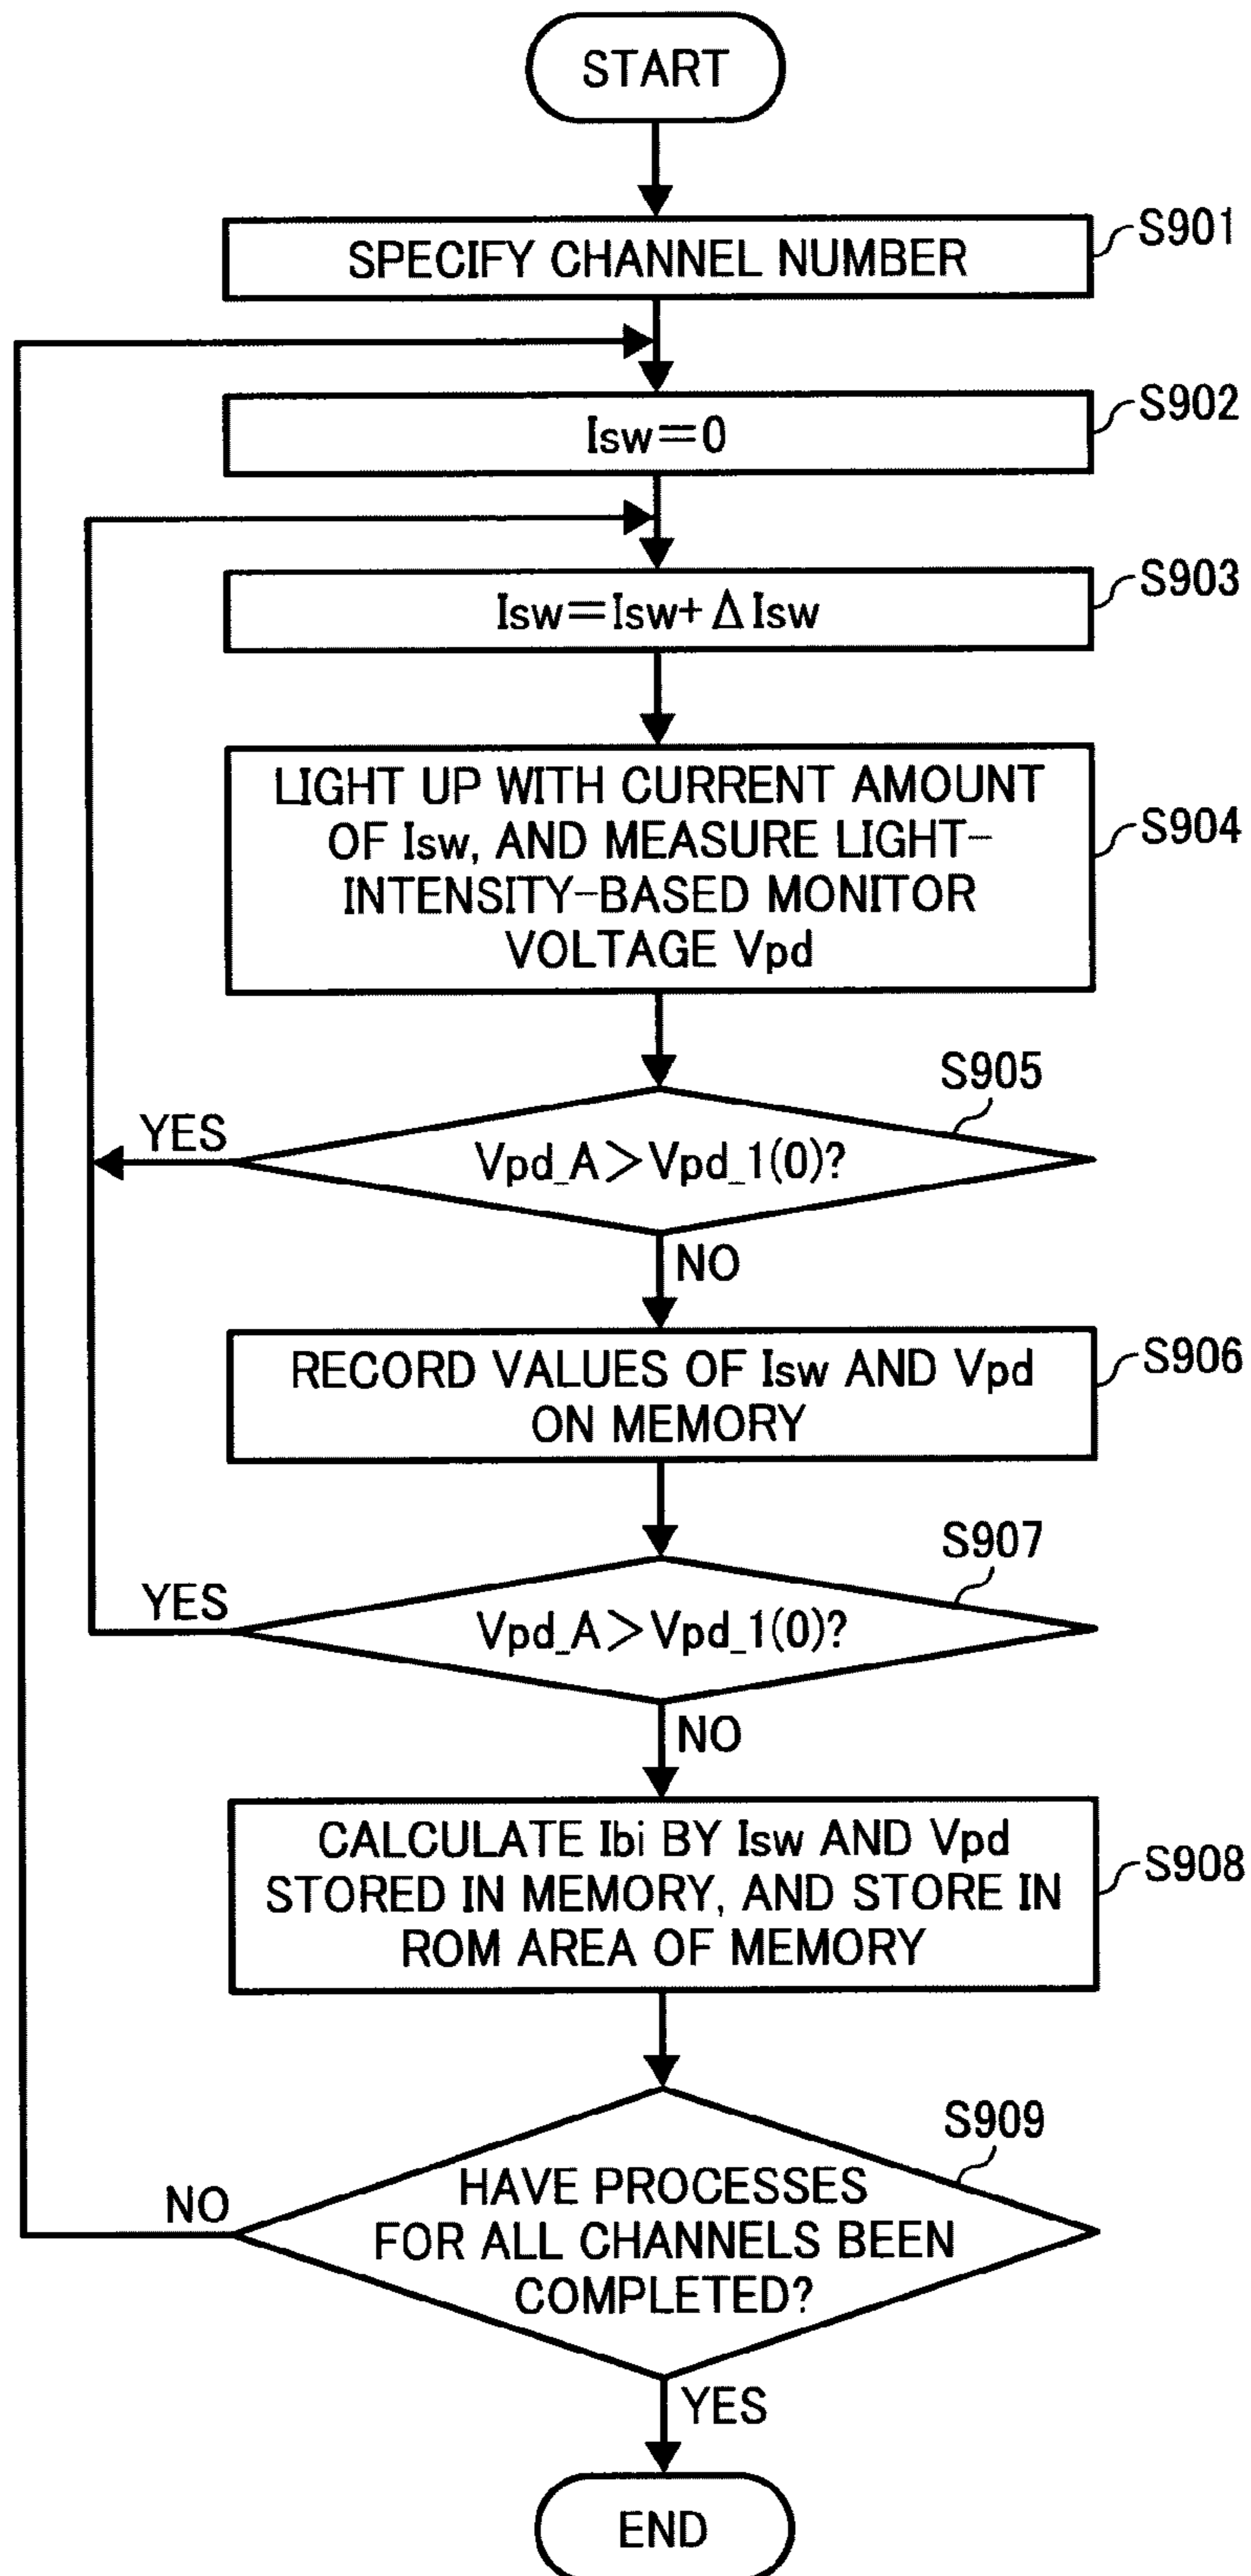 START
S901
SPECIFY CHANNEL NUMBER
S902
Isw=0
S903
Isw=Isw+ΔIsw
LIGHT UP WITH CURRENT AMOUNT
OF Isw, AND MEASURE LIGHT-
INTENSITY-BASED MONITOR
VOLTAGE Vpd
S904
S905
YES
Vpd_A>Vpd_1(0)?
NO
RECORD VALUES OF Isw AND Vpd
ON MEMORY
S906
S907
YES
Vpd_A>Vpd_1(0)?
NO
CALCULATE Ibi BY Isw AND Vpd
STORED IN MEMORY, AND STORE IN
ROM AREA OF MEMORY
S908
S909
NO
HAVE PROCESSES
FOR ALL CHANNELS BEEN
COMPLETED?
YES
END